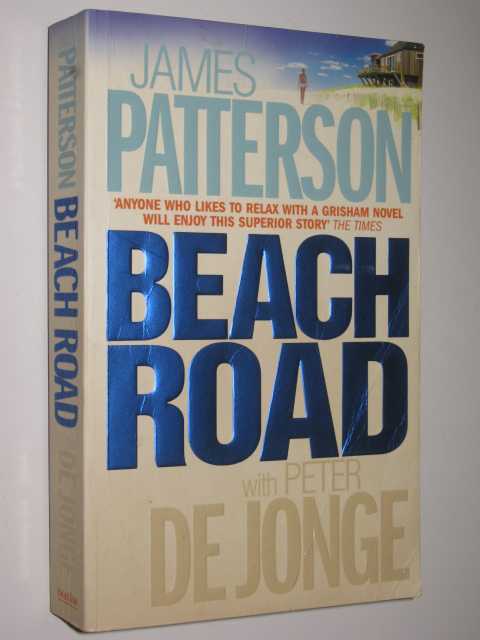 JAMES
PATTERSON
'ANYONE WHO LIKES TO RELAX WITH A GRISHAM NOVEL
WILL ENJOY THIS SUPERIOR STORY' THE TIMES
BEACH
ROAD
with PETER
DE JONGE
PATTERSON BEACH ROAD DE JONGE